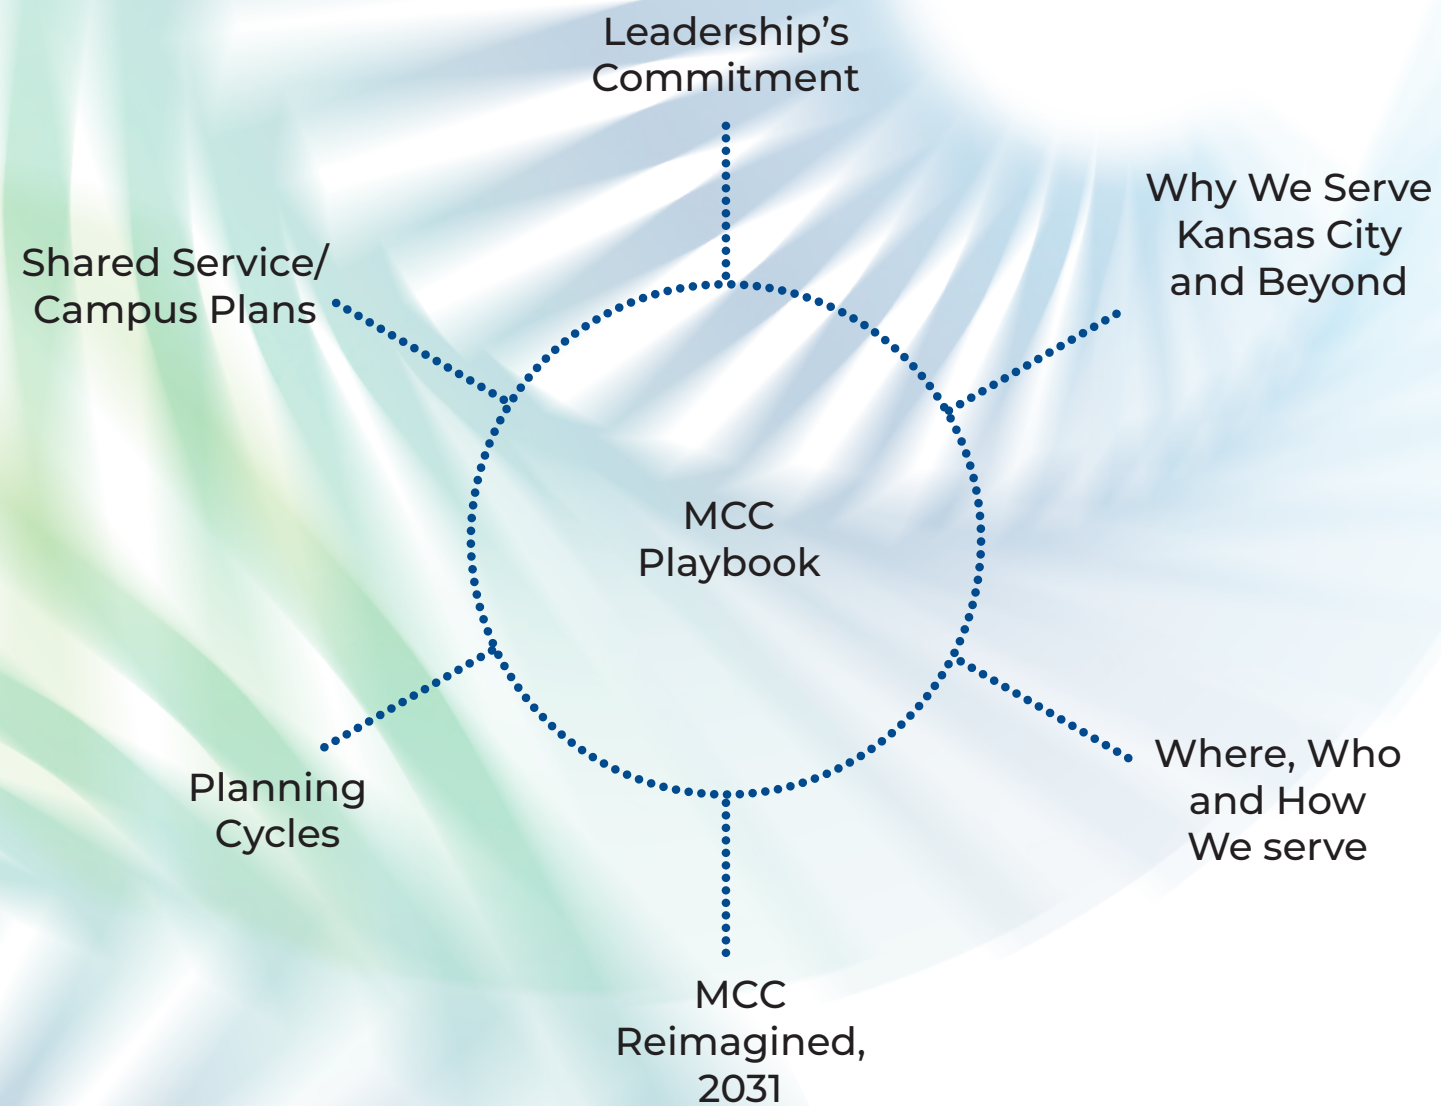 Leadership’s
Commitment
Why We Serve
Kansas City
and Beyond
Shared Service/
Campus Plans
MCC
Playbook
Where, Who
and How
We serve
Planning
Cycles
MCC
Reimagined,
2031